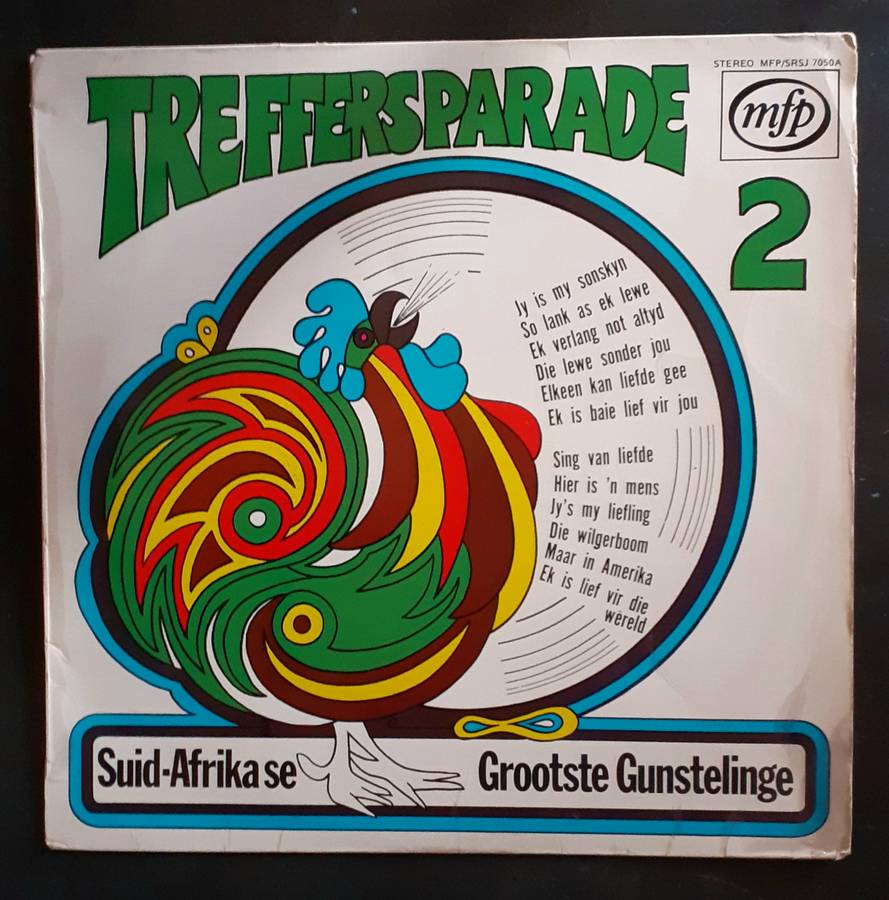 STEREO MFP/SRSJ 7050A
TREFFERSPARADE
mfp
2
Jy is my sonskyn
So lank as ek lewe
Ek verlang not altyd
Die lewe sonder jou
Elkeen kan liefde gee
Ek is baie lief vir jou
Sing van liefde
Hier is 'n mens
Jy's my liefling
Die wilgerboom
Maar in Amerika
Ek is lief vir die
wêreld
Suid-Afrika se Grootste Gunstelinge